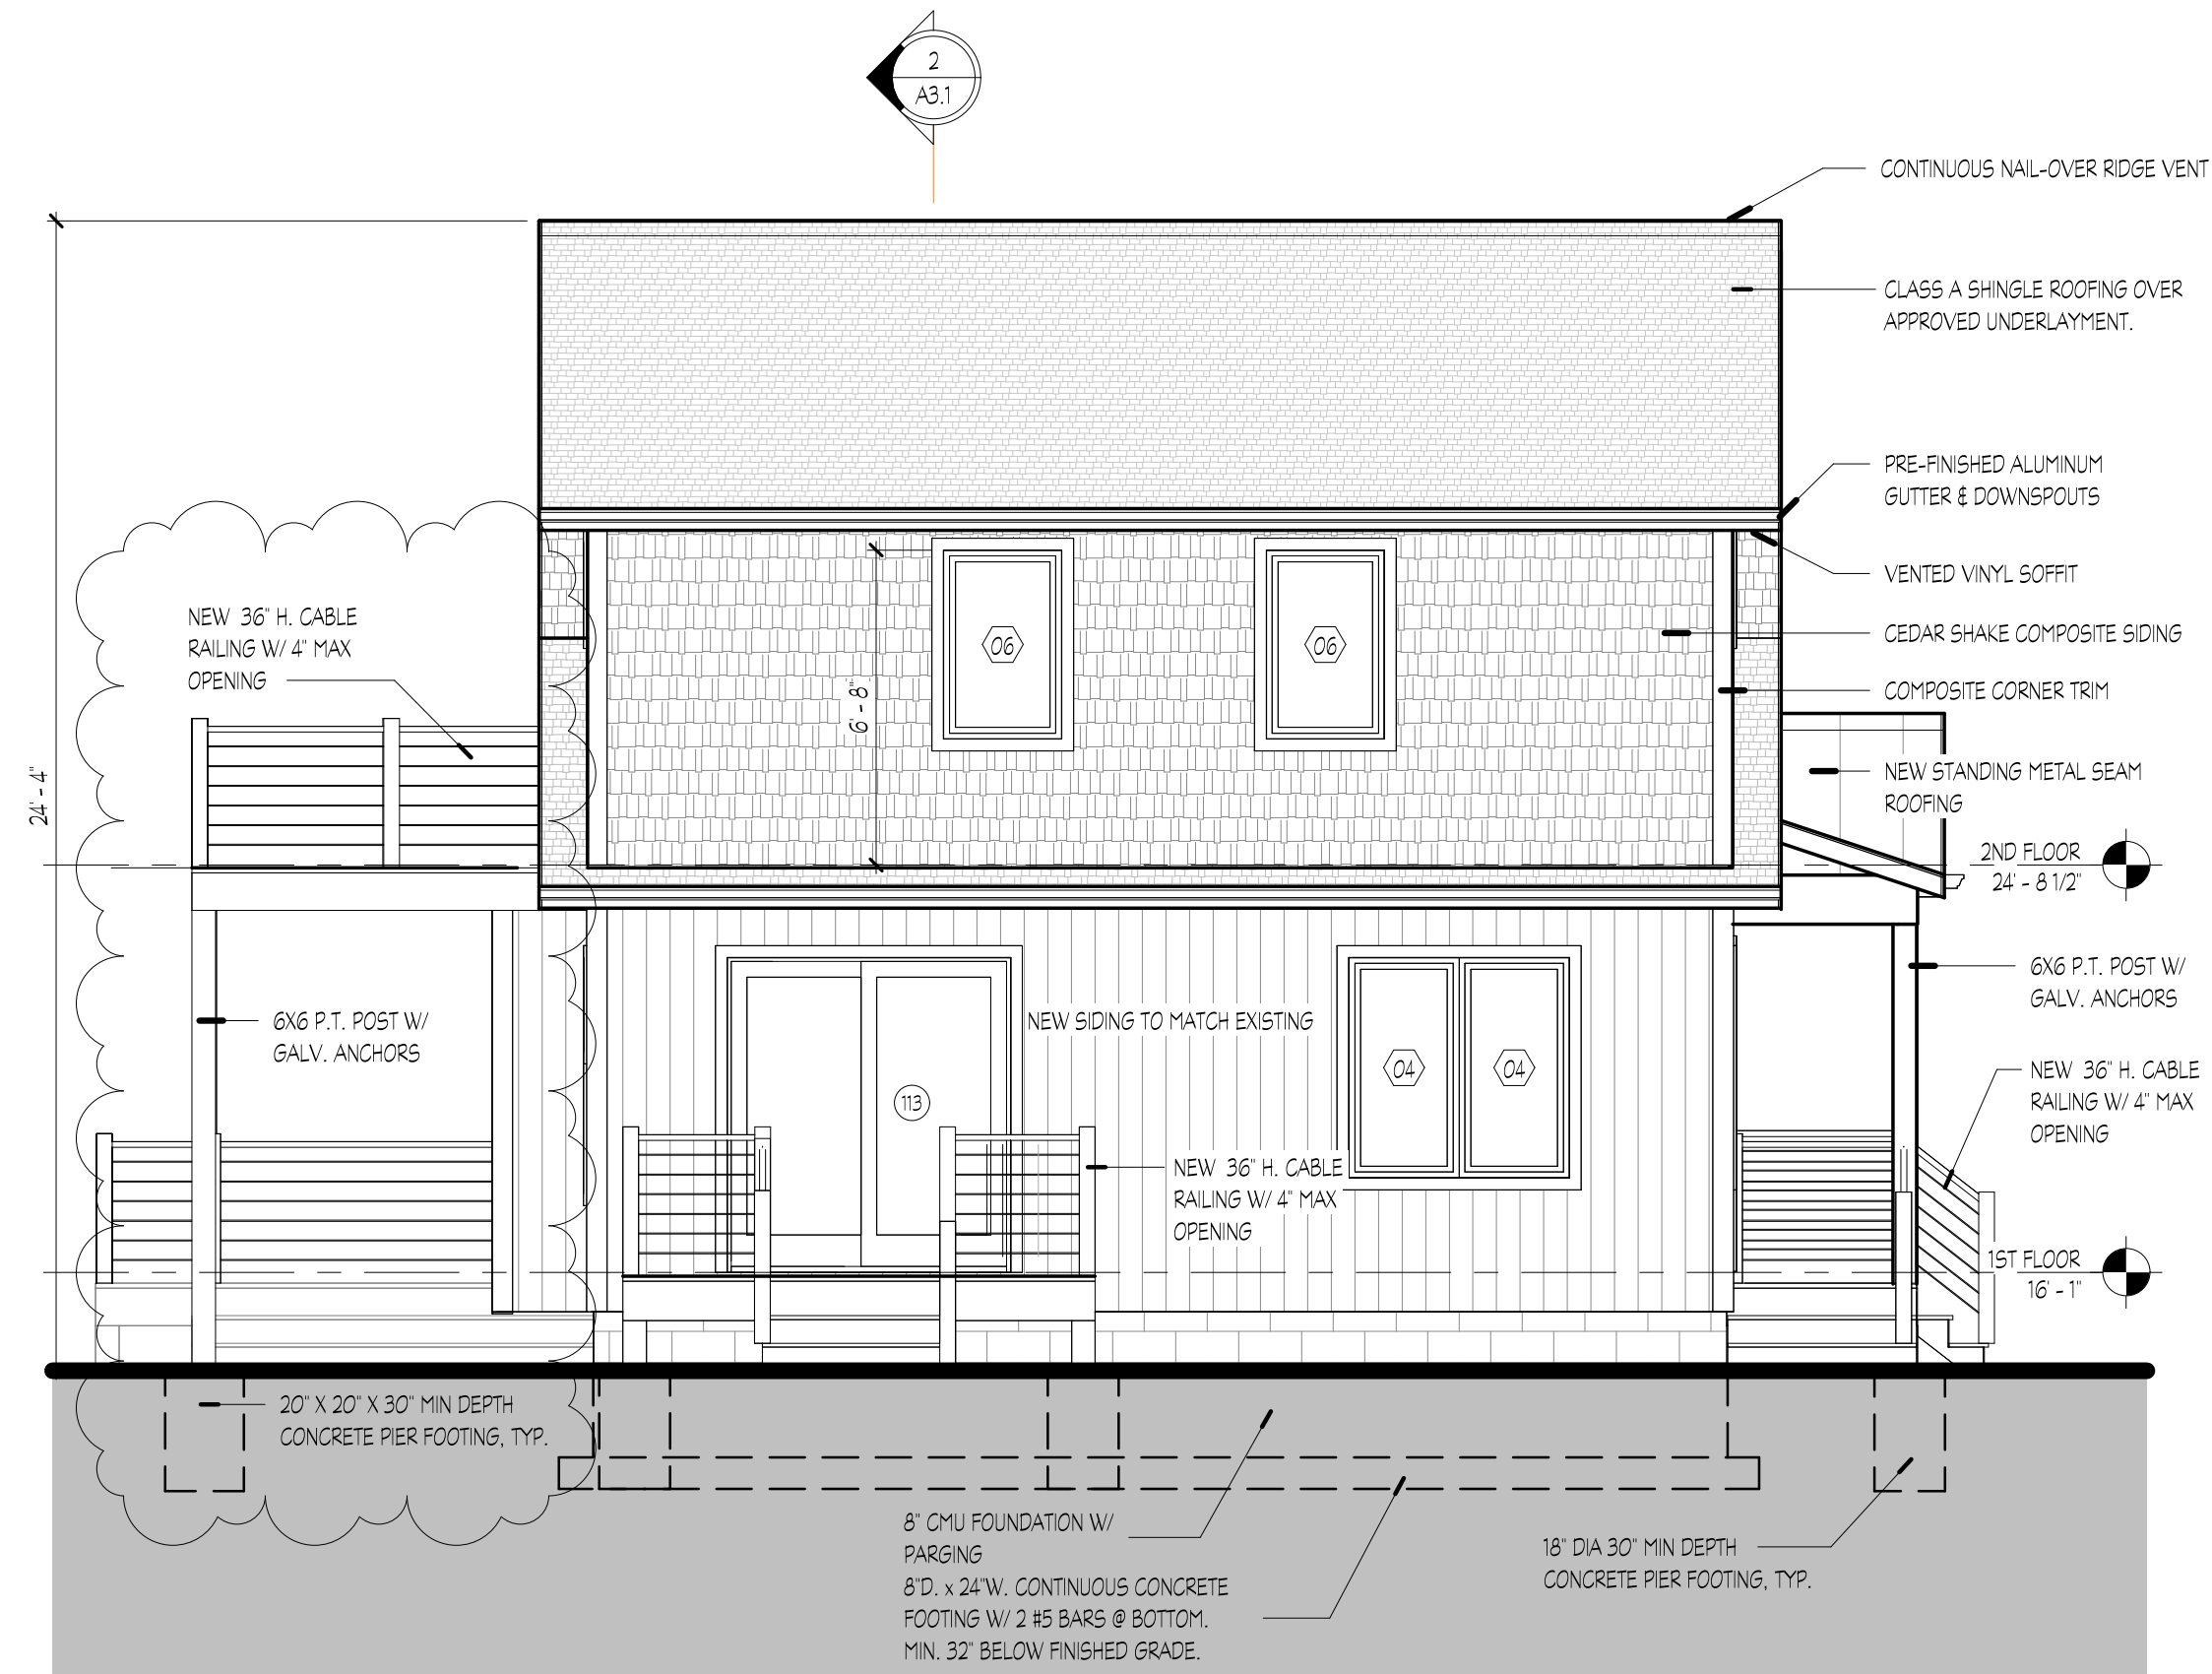 2
A3.1
CONTINUOUS NAIL-OVER RIDGE VENT
CLASS A SHINGLE ROOFING OVER
APPROVED UNDERLAYMENT.
PRE-FINISHED ALUMINUM
GUTTER & DOWNSPOUTS
VENTED VINYL SOFFIT
CEDAR SHAKE COMPOSITE SIDING
COMPOSITE CORNER TRIM
NEW STANDING METAL SEAM
ROOFING
2ND FLOOR
24' - 8 1/2"
6X6 P.T. POST W/
GALV. ANCHORS
NEW 36" H. CABLE
RAILING W/ 4" MAX
OPENING
1ST FLOOR
16' - 1"
NEW 36" H. CABLE
RAILING W/ 4" MAX
OPENING
24' - 4"
6' - 8"
06
06
6X6 P.T. POST W/
GALV. ANCHORS
NEW SIDING TO MATCH EXISTING
04
04
113
NEW 36" H. CABLE
RAILING W/ 4" MAX
OPENING
20" X 20" X 30" MIN DEPTH
CONCRETE PIER FOOTING, TYP.
8" CMU FOUNDATION W/
PARGING
8"D. x 24"W. CONTINUOUS CONCRETE
FOOTING W/ 2 #5 BARS @ BOTTOM.
MIN. 32" BELOW FINISHED GRADE.
18" DIA 30" MIN DEPTH
CONCRETE PIER FOOTING, TYP.